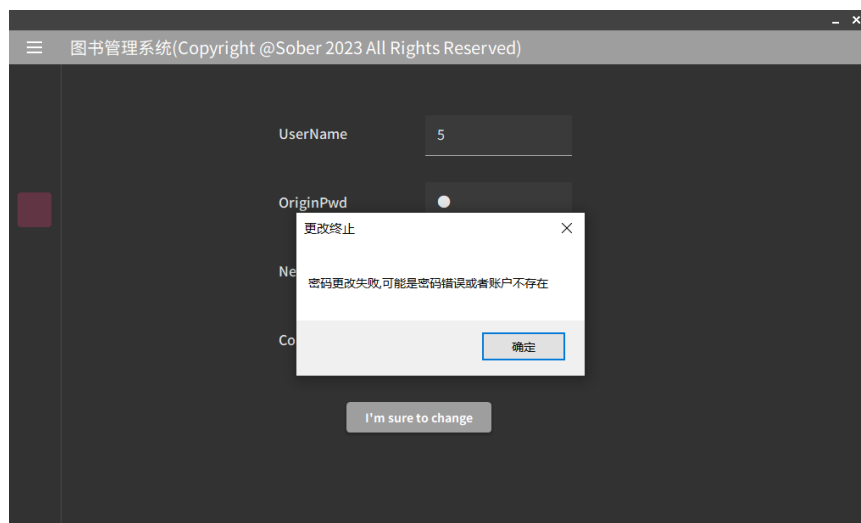 图书管理系统(Copyright @Sober 2023 All Rights Reserved)
UserName
5
OriginPwd
更改终止
Ne
密码更改失败,可能是密码错误或者账户不存在
Co
确定
I'm sure to change